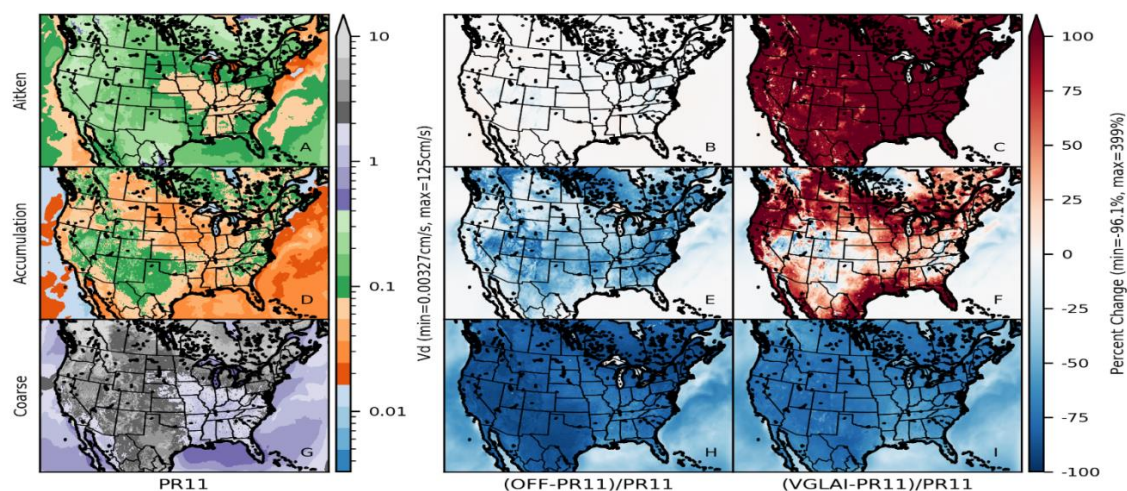 Aitken
A
B
C
Accumulation
D
E
F
Coarse
G
H
I
PR11
(OFF-PR11)/PR11
(VGLAI-PR11)/PR11
10
1
0.1
0.01
Vd (min=0.00327cm/s, max=125cm/s)
100
75
50
25
0
-25
-50
-75
-100
Percent Change (min=-96.1%, max=399%)